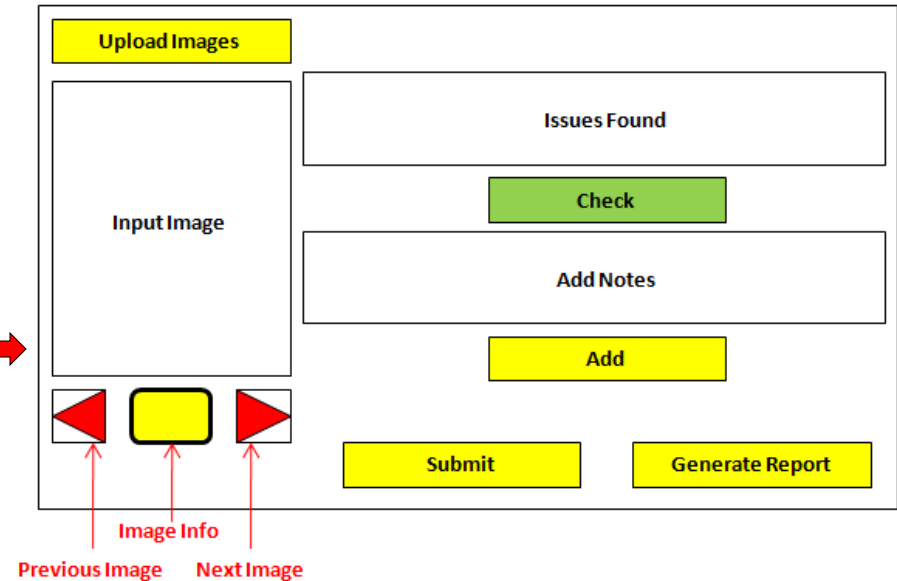 Upload Images
Issues Found
Check
Input Image
Add Notes
Add
Submit
Generate Report
Image Info
Previous Image
Next Image